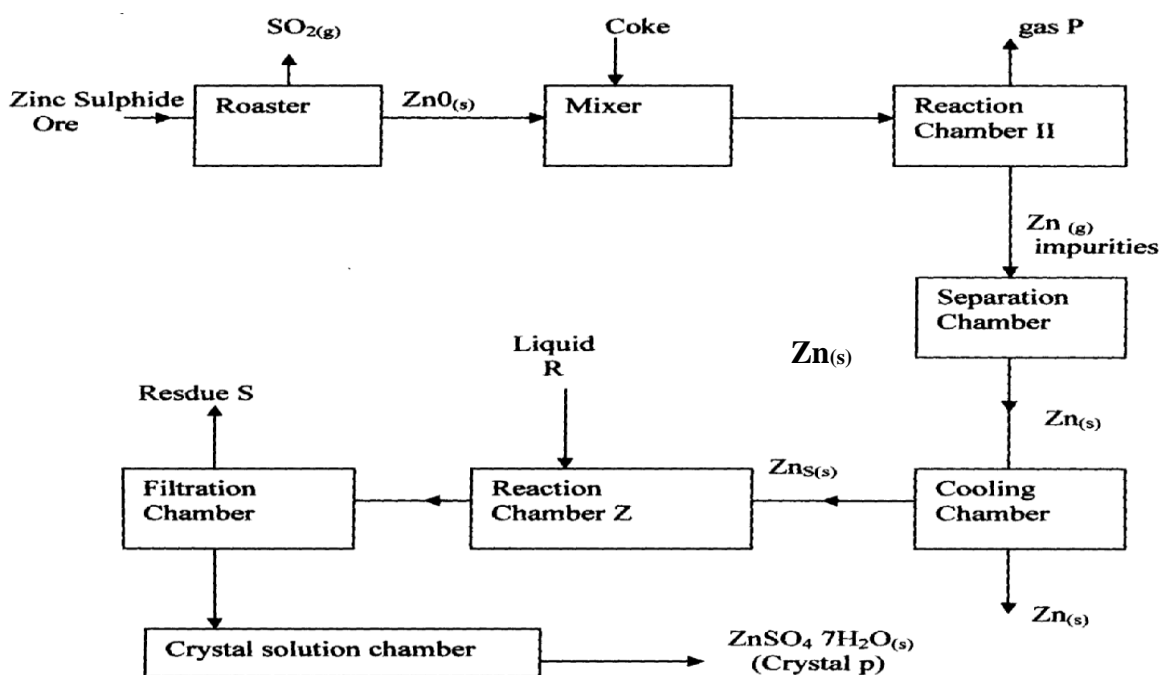 SO2(g)
Coke
gas P
Zinc Sulphide
Ore
Roaster
Zn0(s)
Mixer
Reaction
Chamber II
Zn (g)
impurities
Separation
Chamber
Zn(s)
Liquid
R
Resdue S
Zn(s)
Filtration
Chamber
Reaction
Chamber Z
ZnS(s)
Cooling
Chamber
Zn(s)
Crystal solution chamber
ZnSO4 7H2O(s)
(Crystal p)